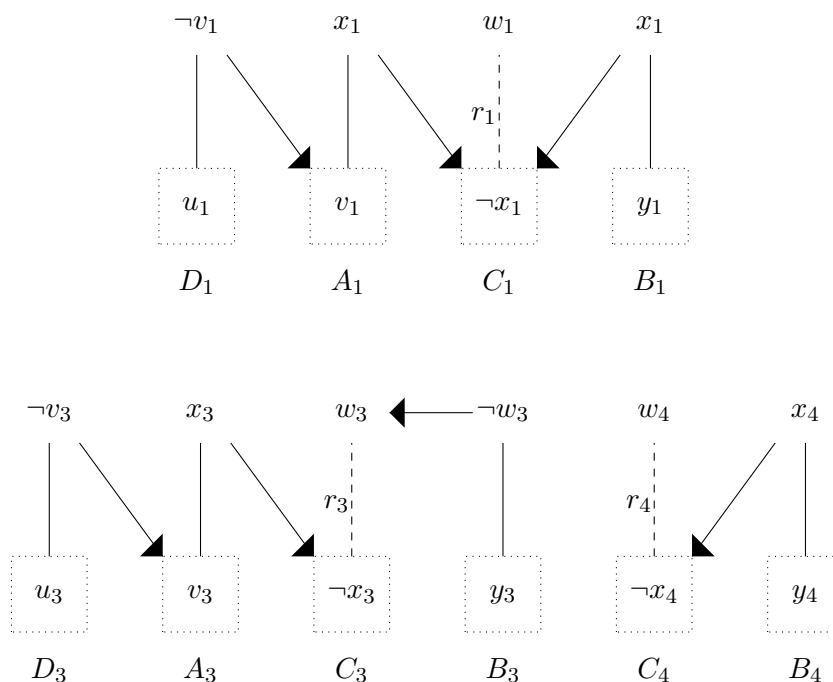 ¬v₁ x₁ w₁ x₁
r₁
u₁ v₁ ¬x₁ y₁
D₁ A₁ C₁ B₁
¬v₃ x₃ w₃ ¬w₃ w₄ x₄
r₃ r₄
u₃ v₃ ¬x₃ y₃ ¬x₄ y₄
D₃ A₃ C₃ B₃ C₄ B₄